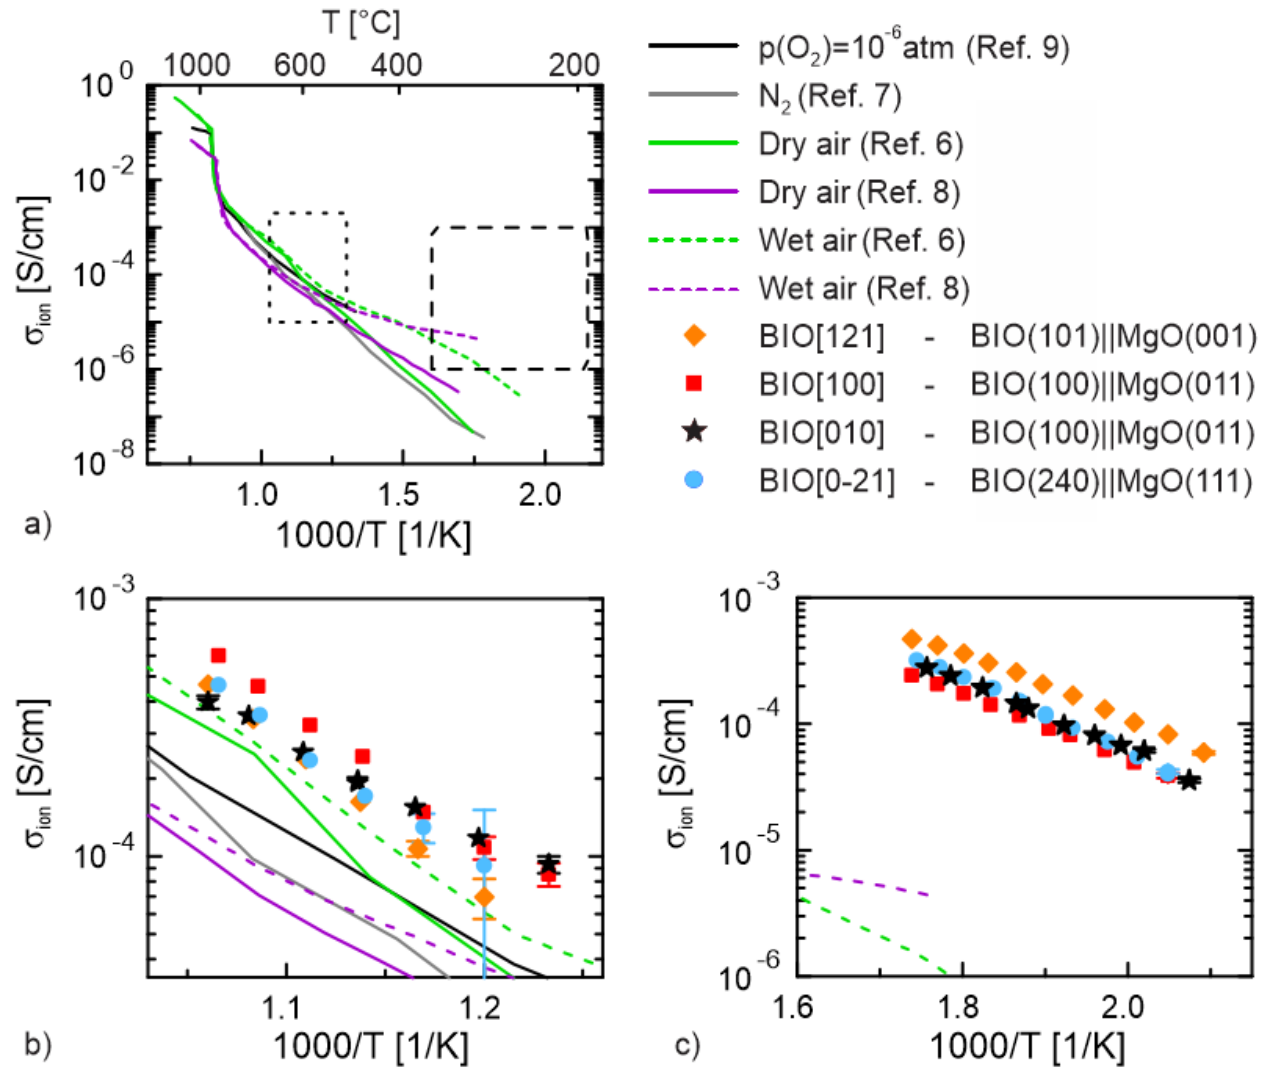 T [°C]
1000 600 400 200
10⁰
10⁻²
10⁻⁴
10⁻⁶
10⁻⁸
σᵢₒₙ [S/cm]
1.0 1.5 2.0
1000/T [1/K]
a)
p(O₂)=10⁻⁶atm (Ref. 9)
N₂ (Ref. 7)
Dry air (Ref. 6)
Dry air (Ref. 8)
Wet air (Ref. 6)
Wet air (Ref. 8)
BIO[121] - BIO(101)||MgO(001)
BIO[100] - BIO(100)||MgO(011)
BIO[010] - BIO(100)||MgO(011)
BIO[0-21] - BIO(240)||MgO(111)
10⁻³
10⁻⁴
σᵢₒₙ [S/cm]
1.1 1.2
1000/T [1/K]
b)
10⁻³
10⁻⁴
10⁻⁵
10⁻⁶
σᵢₒₙ [S/cm]
1.6 1.8 2.0
1000/T [1/K]
c)